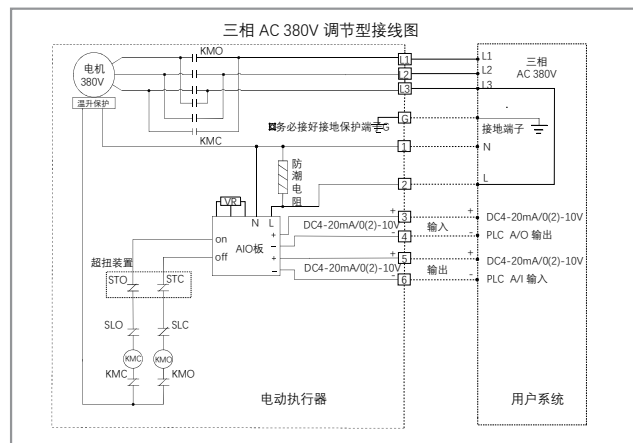 三相 AC 380V 调节型接线图
KMO
电机
380V
温升保护
KMC
L1
L2
L3
G
1
2
3
4
5
6
务必接好接地保护端子G
防
潮
电
阻
VR
N L
on
off
AIO板
+
−
+
−
DC4-20mA/0(2)-10V
+
-
输入
DC4-20mA/0(2)-10V
+
-
输出
超扭装置
STO
STC
SLO
SLC
KMC
KMO
KMC
KMO
电动执行器
L1
L2
L3
三相
AC 380V
接地端子
N
L
+ DC4-20mA/0(2)-10V
- PLC A/O 输出
+ DC4-20mA/0(2)-10V
- PLC A/I 输入
用户系统